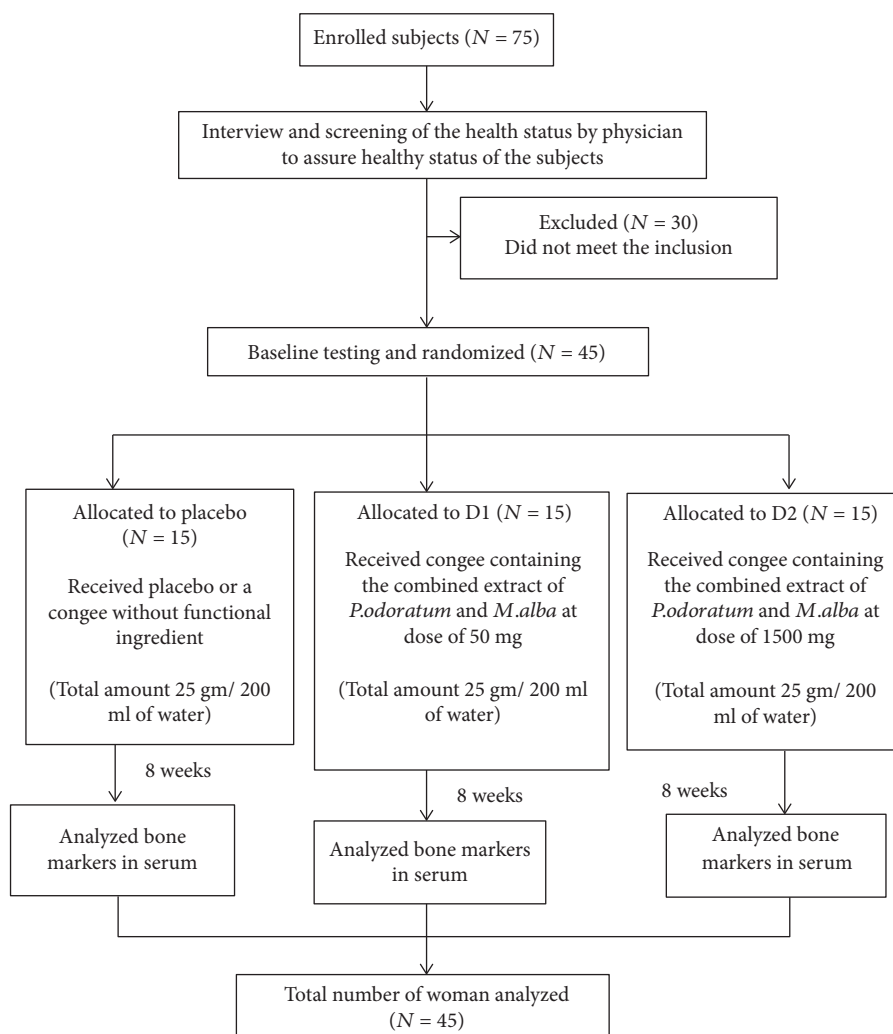 Enrolled subjects (N = 75)
Interview and screening of the health status by physician
to assure healthy status of the subjects
Excluded (N = 30)
Did not meet the inclusion
Baseline testing and randomized (N = 45)
Allocated to placebo
(N = 15)
Received placebo or a
congee without functional
ingredient
(Total amount 25 gm/ 200
ml of water)
Allocated to D1 (N = 15)
Received congee containing
the combined extract of
P.odoratum and M.alba at
dose of 50 mg
(Total amount 25 gm/ 200 ml
of water)
Allocated to D2 (N = 15)
Received congee containing
the combined extract of
P.odoratum and M.alba at
dose of 1500 mg
(Total amount 25 gm/ 200
ml of water)
8 weeks
8 weeks
8 weeks
Analyzed bone
markers in serum
Analyzed bone markers
in serum
Analyzed bone
markers in serum
Total number of woman analyzed
(N = 45)